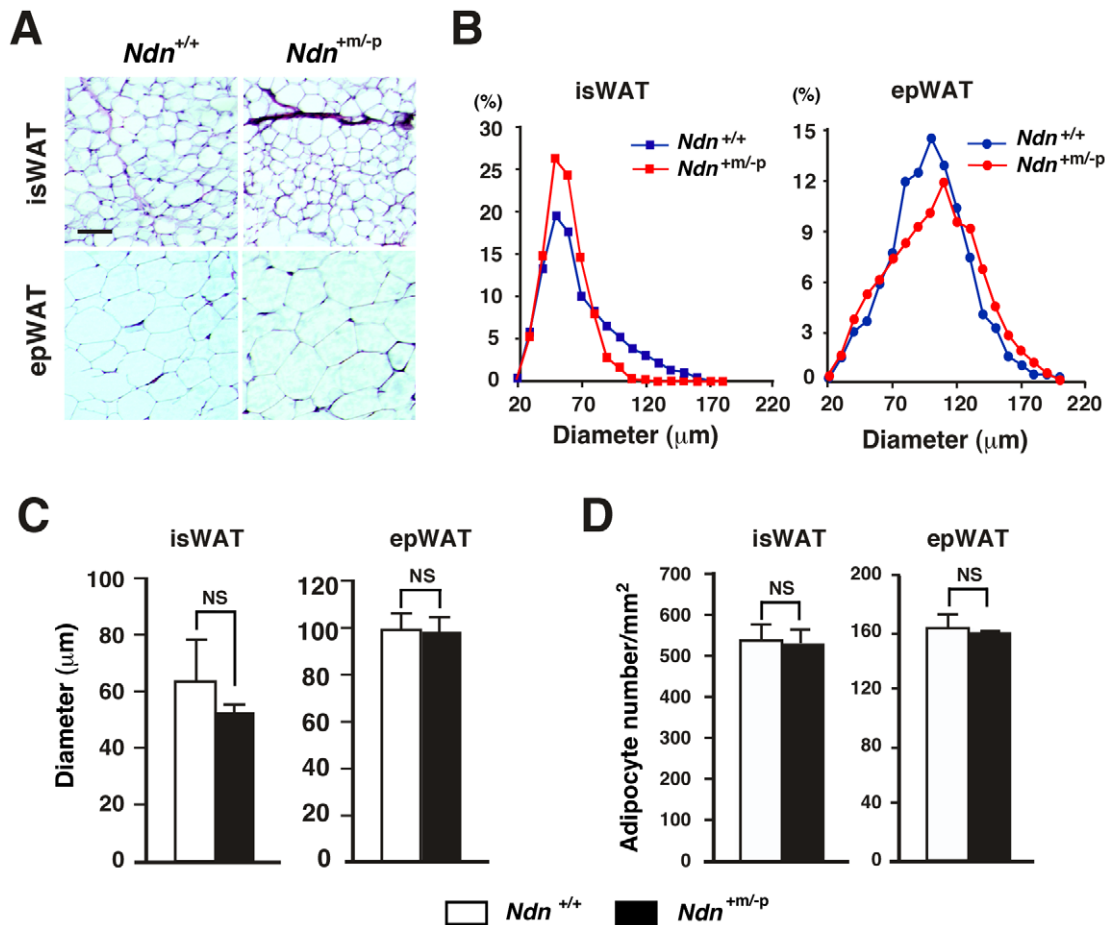 A
Ndn+/+
Ndn+m/-p
isWAT
epWAT
B
isWAT
(%)
30
25
20
15
10
5
0
20 70 120 170 220
Diameter (μm)
Ndn +/+
Ndn+m/-p
epWAT
(%)
15
12
9
6
3
0
20 70 120 170 220
Diameter (μm)
Ndn +/+
Ndn+m/-p
C
isWAT
Diameter (μm)
100
80
60
40
20
0
NS
epWAT
120
100
80
60
40
20
0
NS
D
isWAT
Adipocyte number/mm2
700
600
500
400
300
200
100
0
NS
epWAT
200
160
120
80
40
0
NS
Ndn +/+
Ndn+m/-p